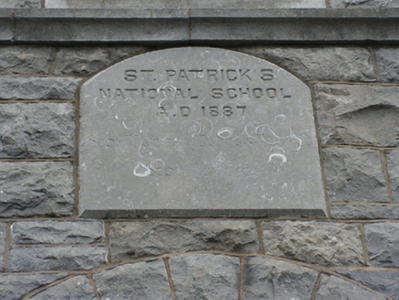 ST. PATRICK'S
NATIONAL SCHOOL
A.D 1887